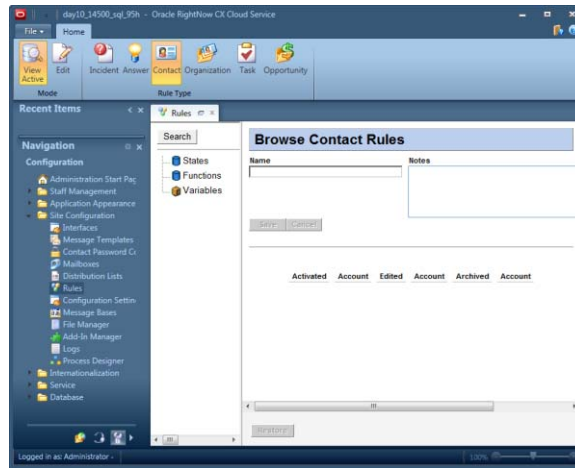 day10_14500_sql_95h - Oracle RightNow CX Cloud Service
File Home
View Active Edit Incident Answer Contact Organization Task Opportunity
Mode Rule Type
Recent Items
Rules
Search
Browse Contact Rules
Navigation
Configuration
States
Functions
Variables
Name Notes
Administration Start Pag
Staff Management
Application Appearance
Site Configuration
Interfaces
Message Templates
Contact Password Co
Mailboxes
Distribution Lists
Rules
Configuration Settin
Message Bases
File Manager
Add-In Manager
Logs
Process Designer
Internationalization
Service
Database
Save Cancel
Activated Account Edited Account Archived Account
Restore
Logged in as: Administrator -
100%